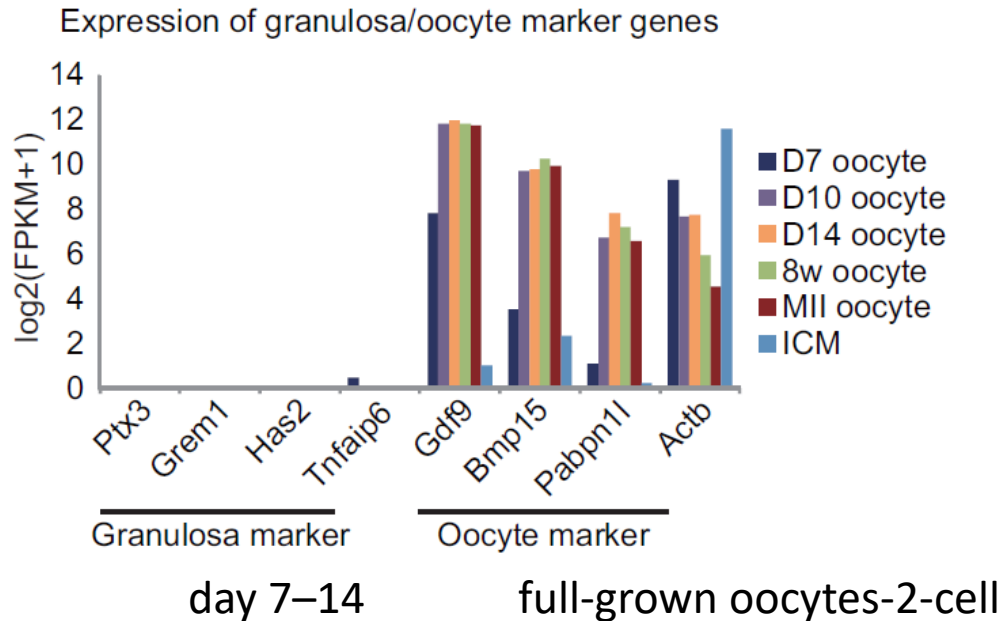 Expression of granulosa/oocyte marker genes
log2(FPKM+1)
14
12
10
8
6
4
2
0
Ptx3
Grem1
Has2
Tnfaip6
Gdf9
Bmp15
Pabpn1l
Actb
D7 oocyte
D10 oocyte
D14 oocyte
8w oocyte
MII oocyte
ICM
Granulosa marker
Oocyte marker
day 7–14
full-grown oocytes-2-cell